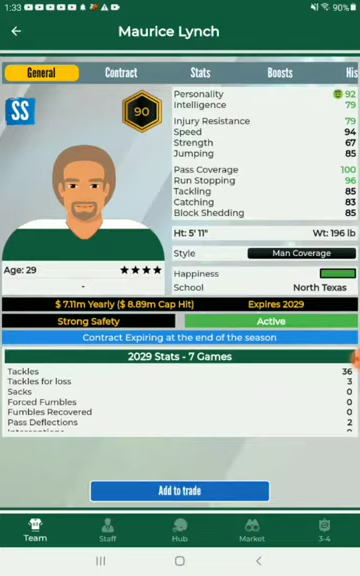 1:33
90%
Maurice Lynch
General Contract Stats Boosts His
SS
90
Personality 92
Intelligence 79
Injury Resistance 79
Speed 94
Strength 67
Jumping 85
Pass Coverage 100
Run Stopping 96
Tackling 85
Catching 83
Block Shedding 85
Ht: 5' 11" Wt: 196 lb
Style Man Coverage
Age: 29 ★★★★
-
Happiness
School North Texas
$ 7.11m Yearly ($ 8.89m Cap Hit) Expires 2029
Strong Safety Active
Contract Expiring at the end of the season
2029 Stats - 7 Games
Tackles 36
Tackles for loss 3
Sacks 0
Forced Fumbles 0
Fumbles Recovered 0
Pass Deflections 2
Add to trade
Team Staff Hub Market 3-4